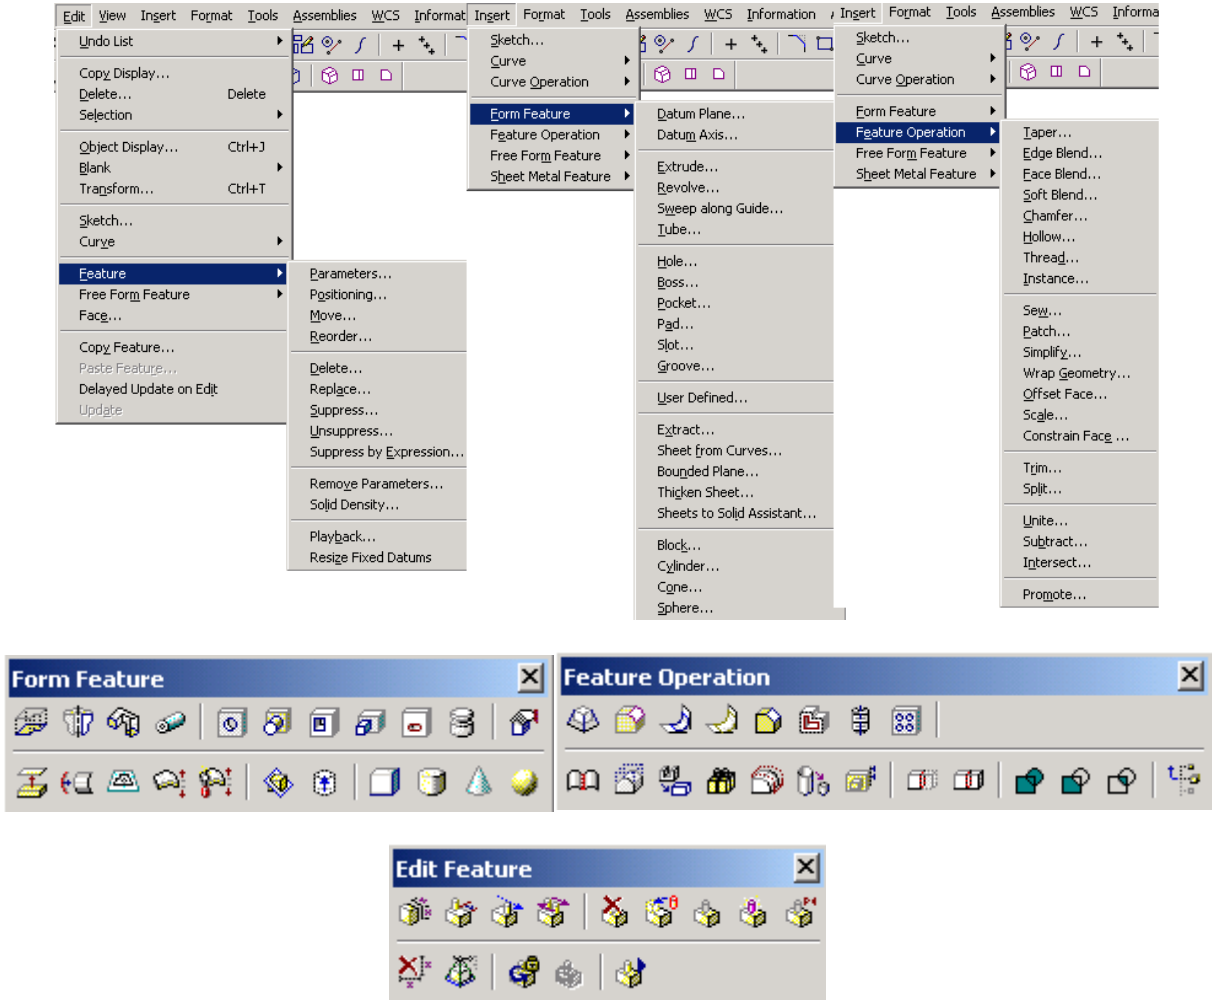 Edit View Insert Format Tools Assemblies WCS Informat
Undo List
Copy Display...
Delete... Delete
Selection
Object Display... Ctrl+J
Blank
Transform... Ctrl+T
Sketch...
Curve
Feature
Free Form Feature
Face...
Copy Feature...
Paste Feature...
Delayed Update on Edit
Update
Parameters...
Positioning...
Move...
Reorder...
Delete...
Replace...
Suppress...
Unsuppress...
Suppress by Expression...
Remove Parameters...
Solid Density...
Playback...
Resize Fixed Datums
Insert Format Tools Assemblies WCS Information
Sketch...
Curve
Curve Operation
Form Feature
Feature Operation
Free Form Feature
Sheet Metal Feature
Datum Plane...
Datum Axis...
Extrude...
Revolve...
Sweep along Guide...
Tube...
Hole...
Boss...
Pocket...
Pad...
Slot...
Groove...
User Defined...
Extract...
Sheet from Curves...
Bounded Plane...
Thicken Sheet...
Sheets to Solid Assistant...
Block...
Cylinder...
Cone...
Sphere...
Insert Format Tools Assemblies WCS Informa
Sketch...
Curve
Curve Operation
Form Feature
Feature Operation
Free Form Feature
Sheet Metal Feature
Taper...
Edge Blend...
Face Blend...
Soft Blend...
Chamfer...
Hollow...
Thread...
Instance...
Sew...
Patch...
Simplify...
Wrap Geometry...
Offset Face...
Scale...
Constrain Face ...
Trim...
Split...
Unite...
Subtract...
Intersect...
Promote...
Form Feature
Feature Operation
Edit Feature